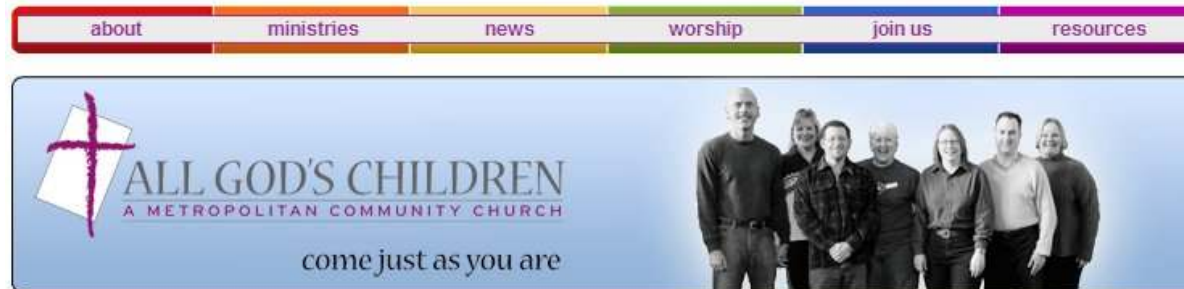 about ministries news worship join us resources
ALL GOD'S CHILDREN
A METROPOLITAN COMMUNITY CHURCH
come just as you are